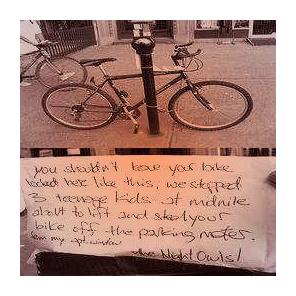 you shouldn't leave your bike
locked here like this, we stopped
3 teenage kids at midnite
about to lift and steal your
bike off the parking meter.
from my apt. window
the Night Owls!